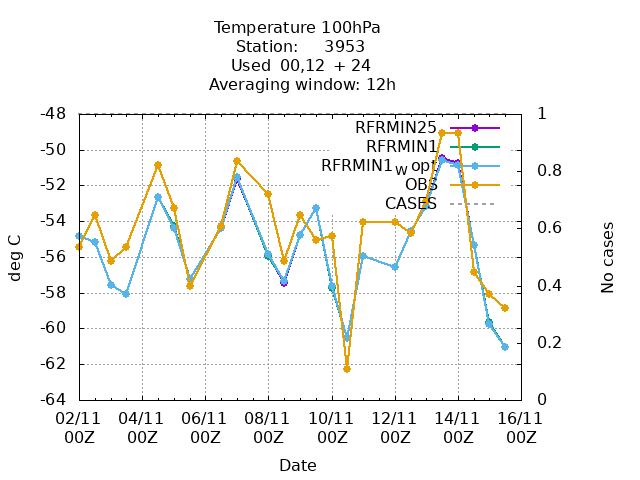 Temperature 100hPa
Station: 3953
Used 00,12 + 24
Averaging window: 12h
-48
-50
-52
-54
-56
-58
-60
-62
-64
1
0.8
0.6
0.4
0.2
0
deg C
No cases
RFRMIN25
RFRMIN1
RFRMIN1wopt
OBS
CASES
02/11 04/11 06/11 08/11 10/11 12/11 14/11 16/11
00Z 00Z 00Z 00Z 00Z 00Z 00Z 00Z
Date